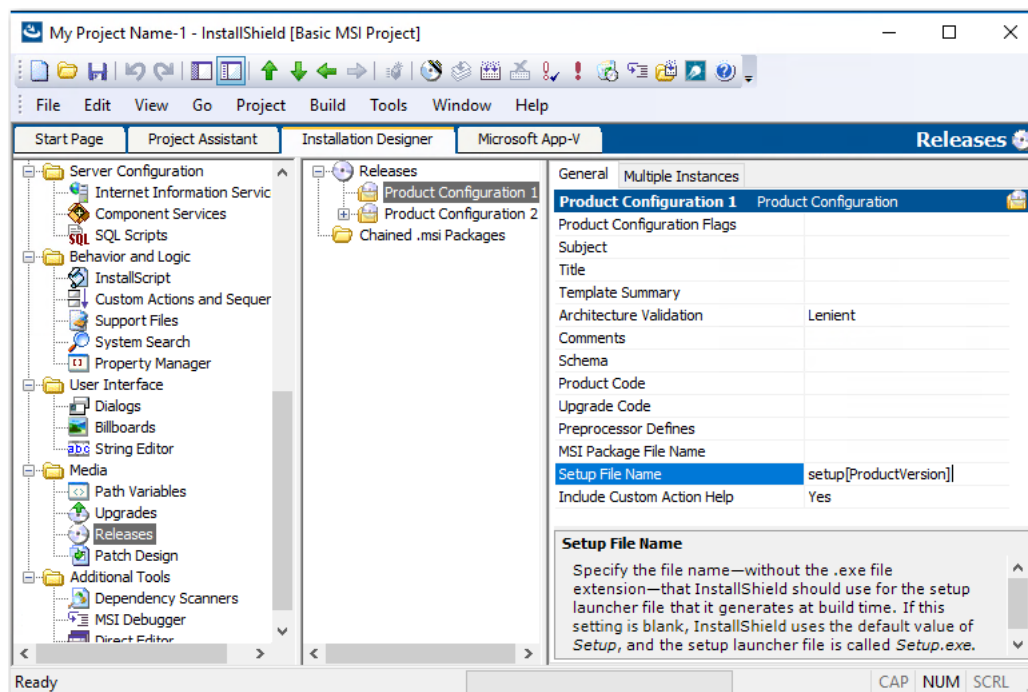 My Project Name-1 - InstallShield [Basic MSI Project]
File Edit View Go Project Build Tools Window Help
Start Page Project Assistant Installation Designer Microsoft App-V Releases
Server Configuration
Internet Information Servic
Component Services
SQL Scripts
Behavior and Logic
InstallScript
Custom Actions and Sequer
Support Files
System Search
Property Manager
User Interface
Dialogs
Billboards
String Editor
Media
Path Variables
Upgrades
Releases
Patch Design
Additional Tools
Dependency Scanners
MSI Debugger
Direct Editor
Releases
Product Configuration 1
Product Configuration 2
Chained .msi Packages
General Multiple Instances
Product Configuration 1 Product Configuration
Product Configuration Flags
Subject
Title
Template Summary
Architecture Validation Lenient
Comments
Schema
Product Code
Upgrade Code
Preprocessor Defines
MSI Package File Name
Setup File Name setup[ProductVersion]
Include Custom Action Help Yes
Setup File Name
Specify the file name—without the .exe file
extension—that InstallShield should use for the setup
launcher file that it generates at build time. If this
setting is blank, InstallShield uses the default value of
Setup, and the setup launcher file is called Setup.exe.
Ready CAP NUM SCRL